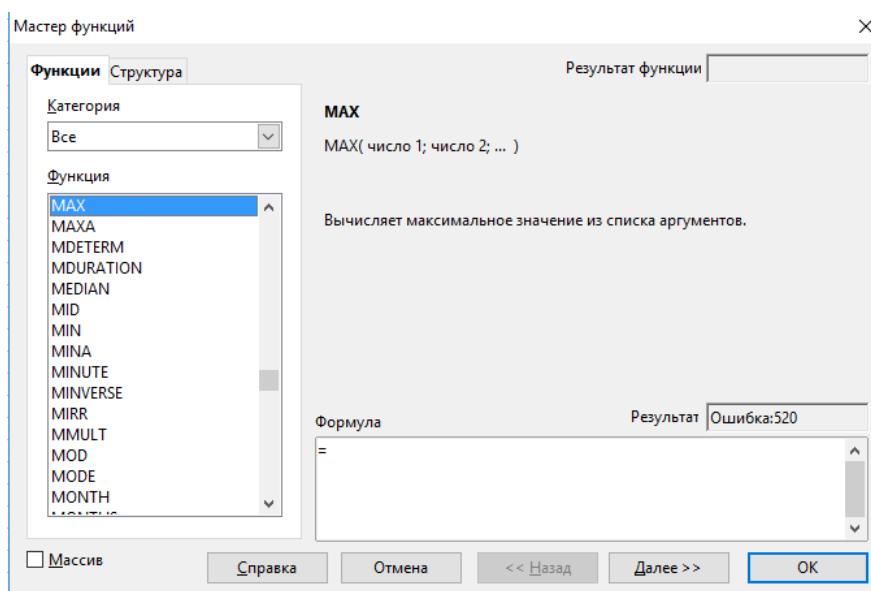 Мастер функций
Функции Структура
Результат функции
Категория
Все
Функция
MAX
MAXA
MDETERM
MDURATION
MEDIAN
MID
MIN
MINA
MINUTE
MINVERSE
MIRR
MMULT
MOD
MODE
MONTH
MAX
MAX( число 1; число 2; ... )
Вычисляет максимальное значение из списка аргументов.
Формула
Результат Ошибка:520
=
Массив
Справка
Отмена
<< Назад
Далее >>
OK